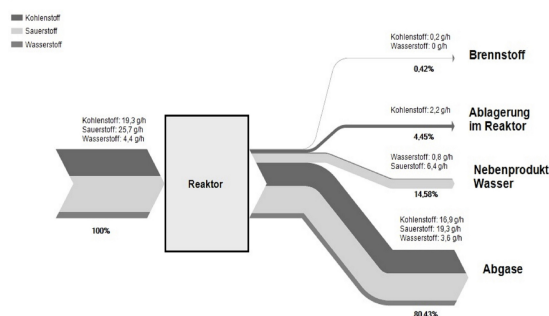 Kohlenstoff
Sauerstoff
Wasserstoff
Kohlenstoff: 19,3 g/h
Sauerstoff: 25,7 g/h
Wasserstoff: 4,4 g/h
100%
Reaktor
Kohlenstoff: 0,2 g/h
Wasserstoff: 0 g/h
0,42%
Brennstoff
Kohlenstoff: 2,2 g/h
4,45%
Ablagerung
im Reaktor
Wasserstoff: 0,8 g/h
Sauerstoff: 6,4 g/h
14,58%
Nebenprodukt
Wasser
Kohlenstoff: 16,9 g/h
Sauerstoff: 19,3 g/h
Wasserstoff: 3,6 g/h
80,43%
Abgase